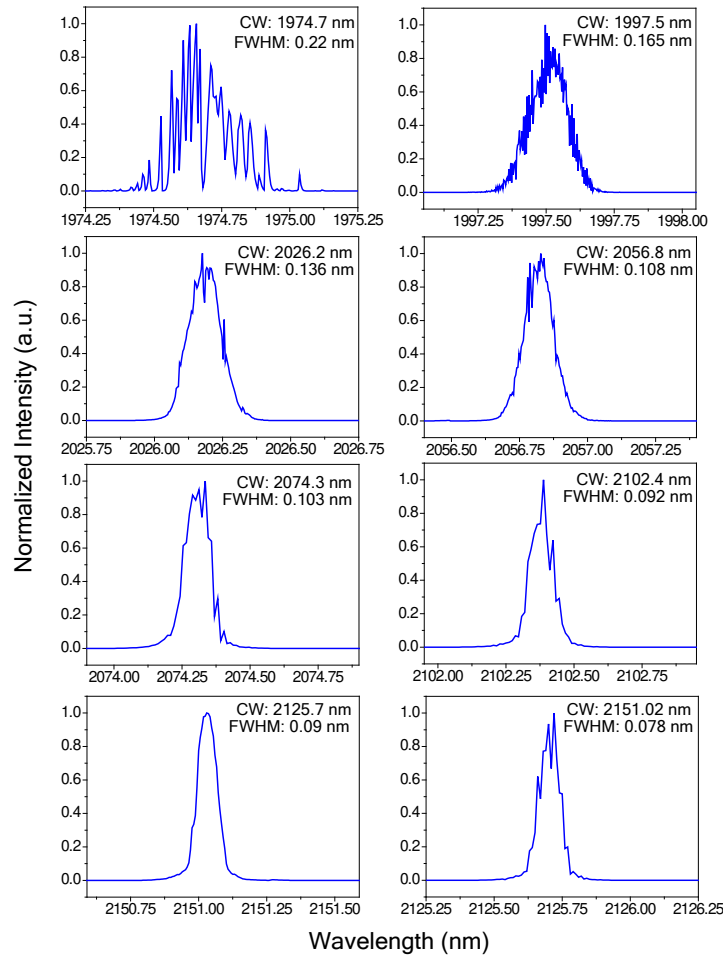 Normalized Intensity (a.u.)
CW: 1974.7 nm
FWHM: 0.22 nm
1.0
0.8
0.6
0.4
0.2
0.0
1974.25 1974.50 1974.75 1975.00 1975.25
CW: 1997.5 nm
FWHM: 0.165 nm
1.0
0.8
0.6
0.4
0.2
0.0
1997.25 1997.50 1997.75 1998.00
CW: 2026.2 nm
FWHM: 0.136 nm
1.0
0.8
0.6
0.4
0.2
0.0
2025.75 2026.00 2026.25 2026.50 2026.75
CW: 2056.8 nm
FWHM: 0.108 nm
1.0
0.8
0.6
0.4
0.2
0.0
2056.50 2056.75 2057.00 2057.25
CW: 2074.3 nm
FWHM: 0.103 nm
1.0
0.8
0.6
0.4
0.2
0.0
2074.00 2074.25 2074.50 2074.75
CW: 2102.4 nm
FWHM: 0.092 nm
1.0
0.8
0.6
0.4
0.2
0.0
2102.00 2102.25 2102.50 2102.75
CW: 2125.7 nm
FWHM: 0.09 nm
1.0
0.8
0.6
0.4
0.2
0.0
2150.75 2151.00 2151.25 2151.50
CW: 2151.02 nm
FWHM: 0.078 nm
1.0
0.8
0.6
0.4
0.2
0.0
2125.25 2125.50 2125.75 2126.00 2126.25
Wavelength (nm)